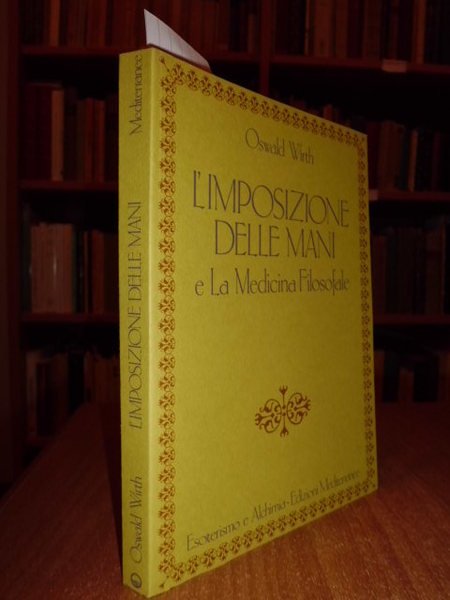 Oswald Wirth
L'IMPOSIZIONE
DELLE MANI
e La Medicina Filosofale
Esoterismo e Alchimia - Edizioni Mediterranee
Oswald Wirth L'IMPOSIZIONE DELLE MANI Mediterranee